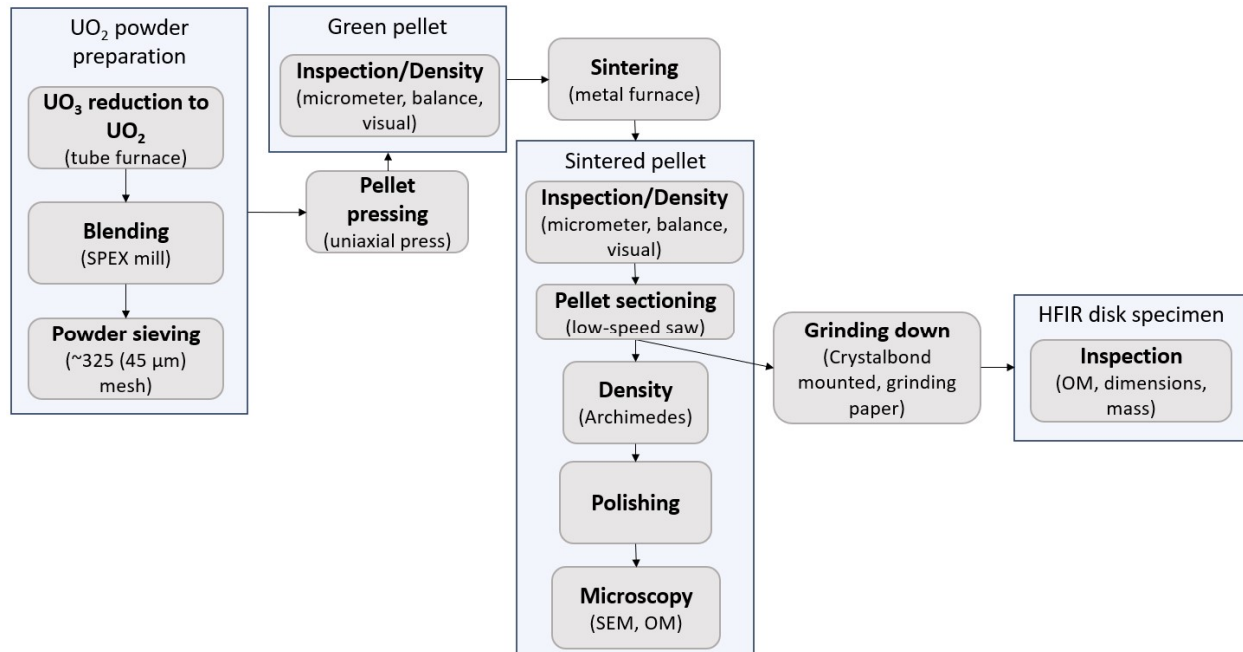 UO₂ powder
preparation
UO₃ reduction to
UO₂
(tube furnace)
Blending
(SPEX mill)
Powder sieving
(~325 (45 µm)
mesh)
Pellet
pressing
(uniaxial press)
Green pellet
Inspection/Density
(micrometer, balance,
visual)
Sintering
(metal furnace)
Sintered pellet
Inspection/Density
(micrometer, balance,
visual)
Pellet sectioning
(low-speed saw)
Density
(Archimedes)
Polishing
Microscopy
(SEM, OM)
Grinding down
(Crystalbond
mounted, grinding
paper)
HFIR disk specimen
Inspection
(OM, dimensions,
mass)